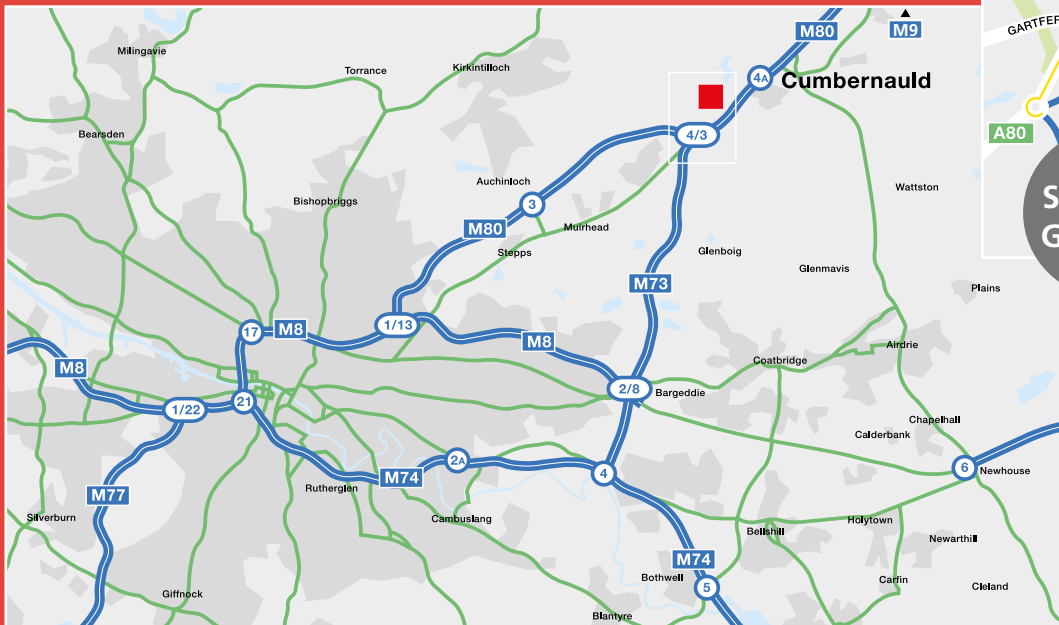 M80
M9
GARTFER
Milingavie
Torrance
Kirkintilloch
4A
Cumbernauld
A80
Bearsden
4/3
Auchinloch
Wattston
S
G
Bishopbriggs
3
M80
Muirhead
Stepps
Glenboig
Glenmavis
M73
Plains
17
M8
1/13
M8
Airdrie
M8
Coatbridge
2/8
Bargeddie
1/22
21
Chapelhall
Calderbank
2A
4
6
Newhouse
M74
Rutherglen
M77
Silverburn
Cambuslang
Holytown
Bellshill
Newarthill
M74
Bothwell
5
Carfin
Cleland
Giffnock
Blantyre